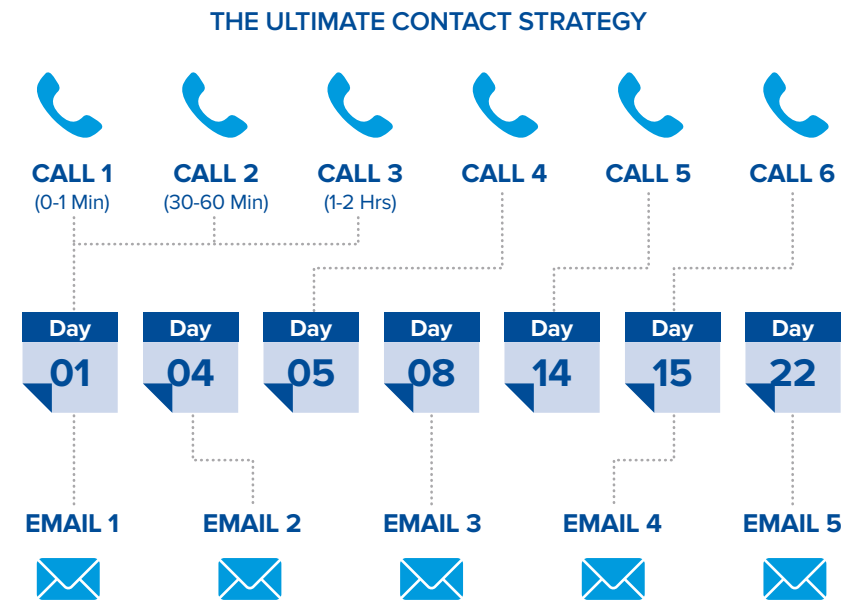 THE ULTIMATE CONTACT STRATEGY
CALL 1
(0-1 Min)
CALL 2
(30-60 Min)
CALL 3
(1-2 Hrs)
CALL 4
CALL 5
CALL 6
Day
01
Day
04
Day
05
Day
08
Day
14
Day
15
Day
22
EMAIL 1
EMAIL 2
EMAIL 3
EMAIL 4
EMAIL 5